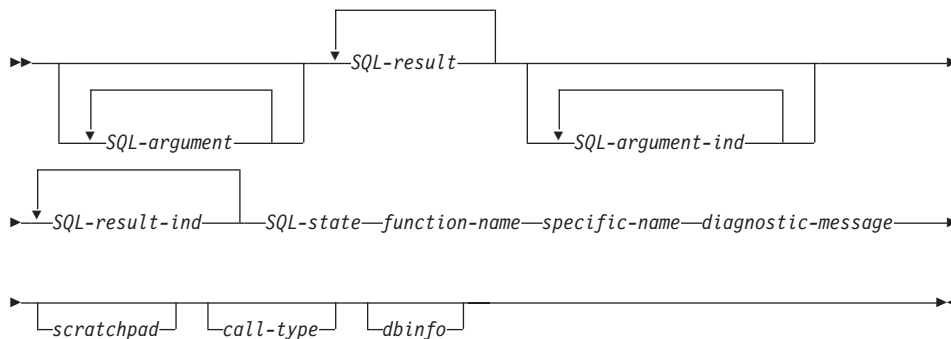 SQL-result
SQL-argument SQL-argument-ind
SQL-result-ind SQL-state function-name specific-name diagnostic-message
scratchpad call-type dbinfo